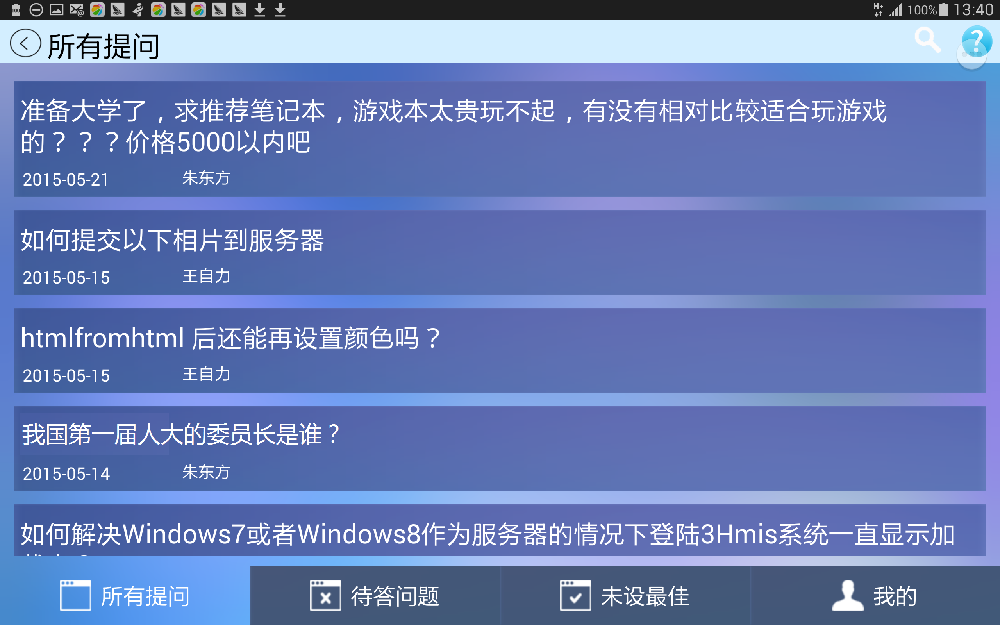 100
H+ 100% 13:40
所有提问
准备大学了，求推荐笔记本，游戏本太贵玩不起，有没有相对比较适合玩游戏
的？？？价格5000以内吧
2015-05-21 朱东方
如何提交以下相片到服务器
2015-05-15 王自力
htmlfromhtml 后还能再设置颜色吗？
2015-05-15 王自力
我国第一届人大的委员长是谁？
2015-05-14 朱东方
如何解决Windows7或者Windows8作为服务器的情况下登陆3Hmis系统一直显示加
所有提问 待答问题 未设最佳 我的